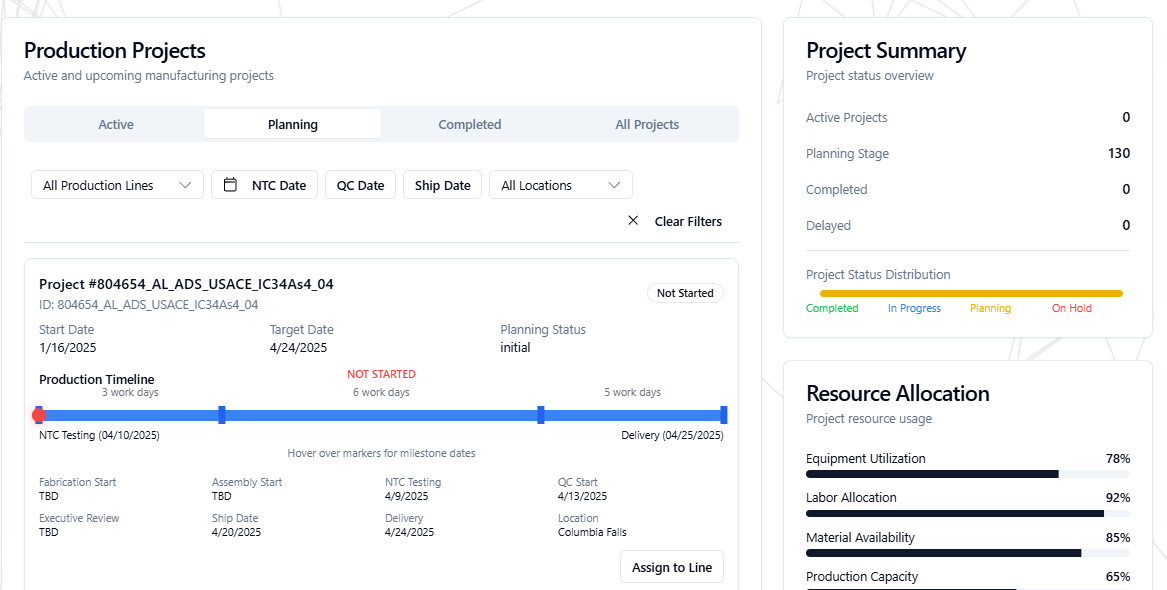 Production Projects
Active and upcoming manufacturing projects
Active Planning Completed All Projects
All Production Lines NTC Date QC Date Ship Date All Locations
Clear Filters
Project #804654_AL_ADS_USACE_IC34As4_04
ID: 804654_AL_ADS_USACE_IC34As4_04
Not Started
Start Date Target Date Planning Status
1/16/2025 4/24/2025 initial
Production Timeline
NOT STARTED
3 work days 6 work days 5 work days
NTC Testing (04/10/2025) Delivery (04/25/2025)
Hover over markers for milestone dates
Fabrication Start Assembly Start NTC Testing QC Start
TBD TBD 4/9/2025 4/13/2025
Executive Review Ship Date Delivery Location
TBD 4/20/2025 4/24/2025 Columbia Falls
Assign to Line
Project Summary
Project status overview
Active Projects 0
Planning Stage 130
Completed 0
Delayed 0
Project Status Distribution
Completed In Progress Planning On Hold
Resource Allocation
Project resource usage
Equipment Utilization 78%
Labor Allocation 92%
Material Availability 85%
Production Capacity 65%